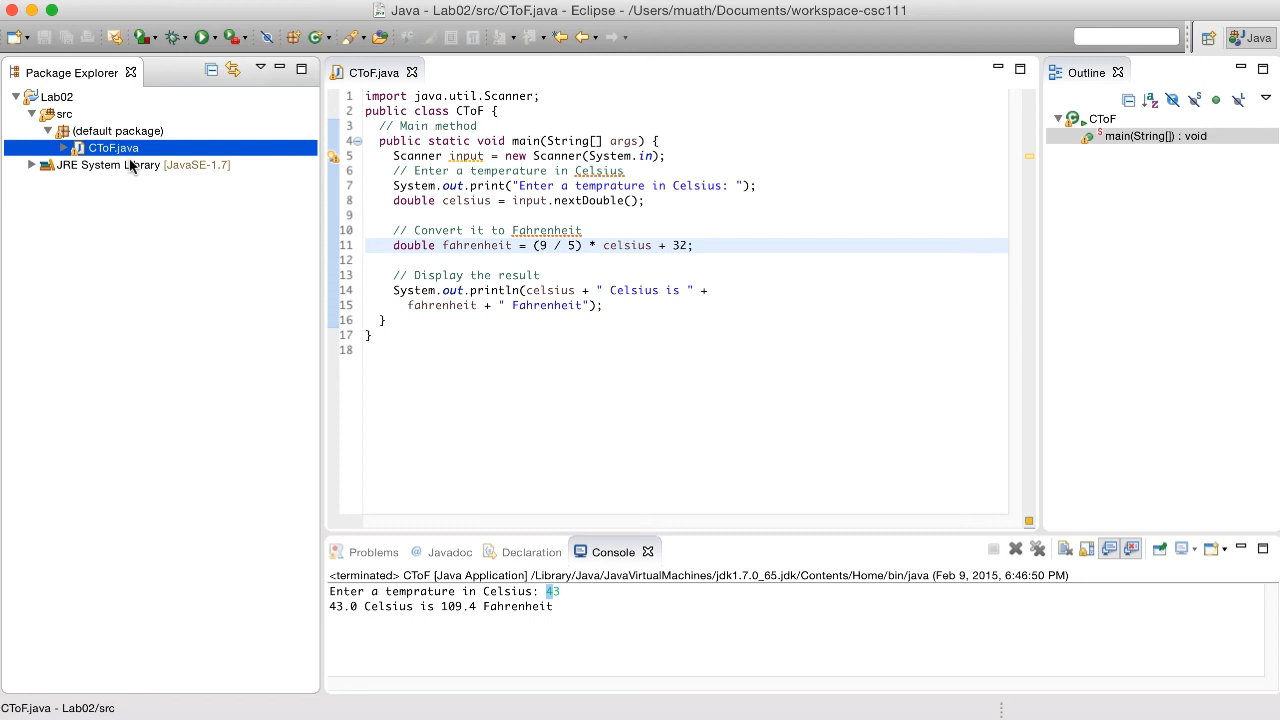 Java - Lab02/src/CToF.java - Eclipse - /Users/muath/Documents/workspace-csc111
Java
Package Explorer
Lab02
src
(default package)
CToF.java
JRE System Library [JavaSE-1.7]
CToF.java
1 import java.util.Scanner;
2 public class CToF {
3 // Main method
4 public static void main(String[] args) {
5 Scanner input = new Scanner(System.in);
6 // Enter a temperature in Celsius
7 System.out.print("Enter a temprature in Celsius: ");
8 double celsius = input.nextDouble();
9
10 // Convert it to Fahrenheit
11 double fahrenheit = (9 / 5) * celsius + 32;
12
13 // Display the result
14 System.out.println(celsius + " Celsius is " +
15 fahrenheit + " Fahrenheit");
16 }
17 }
18
Outline
CToF
main(String[]) : void
Problems
Javadoc
Declaration
Console
<terminated> CToF [Java Application] /Library/Java/JavaVirtualMachines/jdk1.7.0_65.jdk/Contents/Home/bin/java (Feb 9, 2015, 6:46:50 PM)
Enter a temprature in Celsius: 43
43.0 Celsius is 109.4 Fahrenheit
CToF.java - Lab02/src